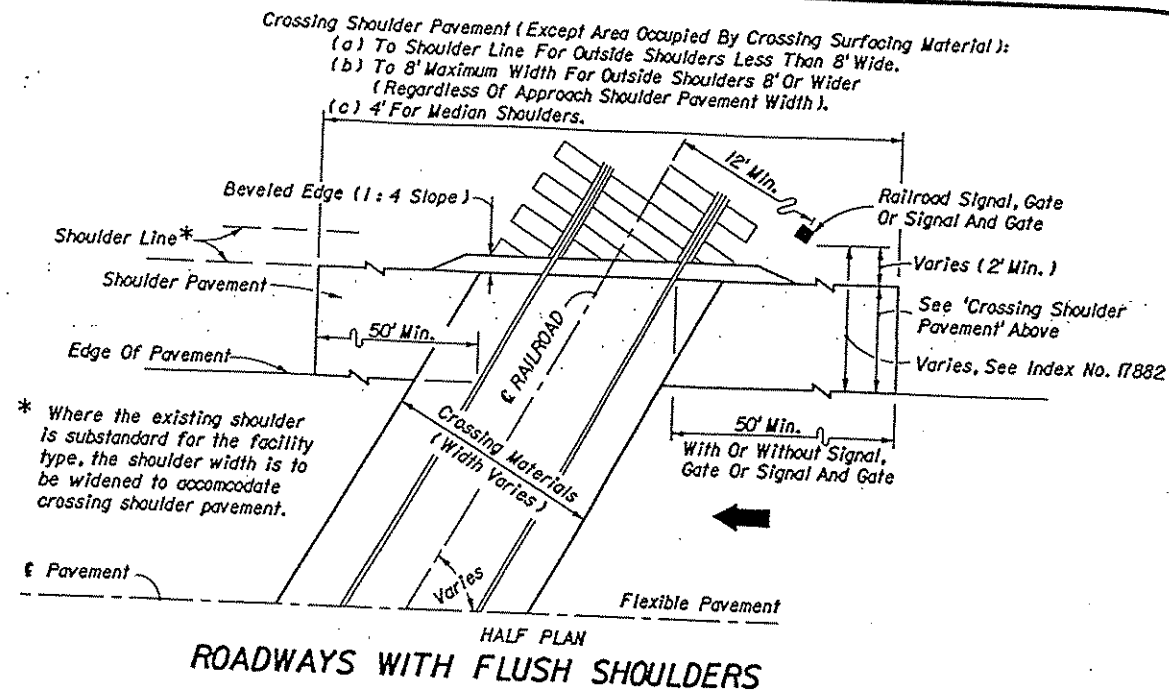 Crossing Shoulder Pavement (Except Area Occupied By Crossing Surfacing Material):
(a) To Shoulder Line For Outside Shoulders Less Than 8' Wide.
(b) To 8' Maximum Width For Outside Shoulders 8' Or Wider
(Regardless Of Approach Shoulder Pavement Width).
(c) 4' For Median Shoulders.
12' Min.
Beveled Edge (1:4 Slope)
Railroad Signal, Gate
Or Signal And Gate
Shoulder Line*
Varies (2' Min.)
Shoulder Pavement
See 'Crossing Shoulder
Pavement' Above
50' Min.
℄ RAILROAD
Edge Of Pavement
Varies, See Index No. 17882
* Where the existing shoulder
is substandard for the facility
type, the shoulder width is to
be widened to accomcodate
crossing shoulder pavement.
Crossing Materials
(Width Varies)
50' Min.
With Or Without Signal,
Gate Or Signal And Gate
℄ Pavement
Varies
Flexible Pavement
HALF PLAN
ROADWAYS WITH FLUSH SHOULDERS